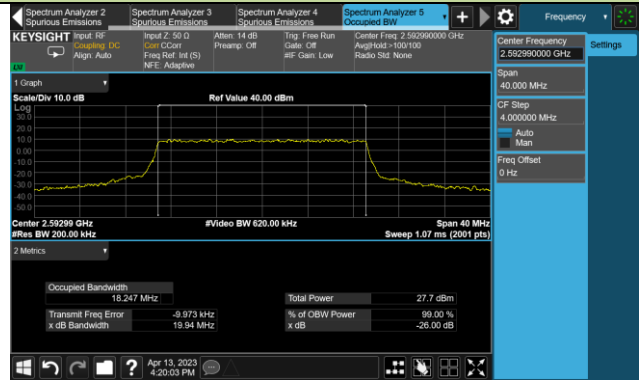 Spectrum Analyzer 2
Spurious Emissions
Spectrum Analyzer 3
Spurious Emissions
Spectrum Analyzer 4
Spurious Emissions
Spectrum Analyzer 5
Occupied BW
Frequency
KEYSIGHT
Input: RF
Coupling: DC
Align: Auto
Input Z: 50 Ω
Corr CCorr
Freq Ref: Int (S)
NFE: Adaptive
Atten: 14 dB
Preamp: Off
Trig: Free Run
Gate: Off
#IF Gain: Low
Center Freq: 2.592990000 GHz
Avg|Hold:>100/100
Radio Std: None
Center Frequency
2.592990000 GHz
Settings
Span
40.000 MHz
CF Step
4.000000 MHz
Auto
Man
Freq Offset
0 Hz
1 Graph
Scale/Div 10.0 dB
Ref Value 40.00 dBm
Log
30.0
20.0
10.0
0.00
-10.0
-20.0
-30.0
-40.0
-50.0
Center 2.59299 GHz
#Video BW 620.00 kHz
Span 40 MHz
#Res BW 200.00 kHz
Sweep 1.07 ms (2001 pts)
2 Metrics
Occupied Bandwidth
18.247 MHz
Total Power
27.7 dBm
Transmit Freq Error
-9.973 kHz
% of OBW Power
99.00 %
x dB Bandwidth
19.94 MHz
x dB
-26.00 dB
Apr 13, 2023
4:20:03 PM